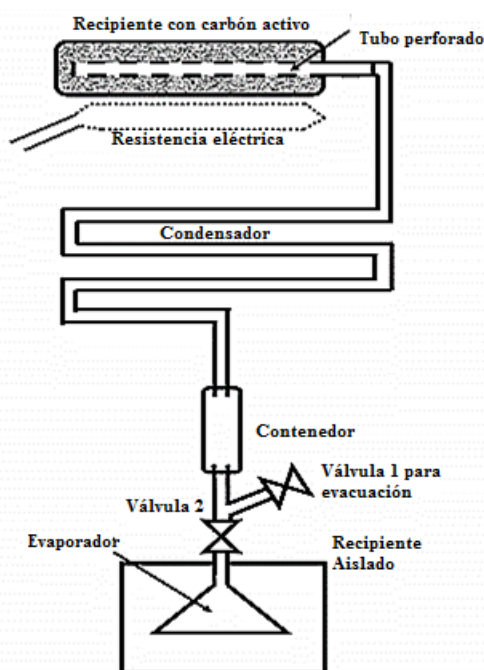 Recipiente con carbón activo
Tubo perforado
Resistencia eléctrica
Condensador
Contenedor
Válvula 1 para
evacuación
Válvula 2
Evaporador
Recipiente
Aislado